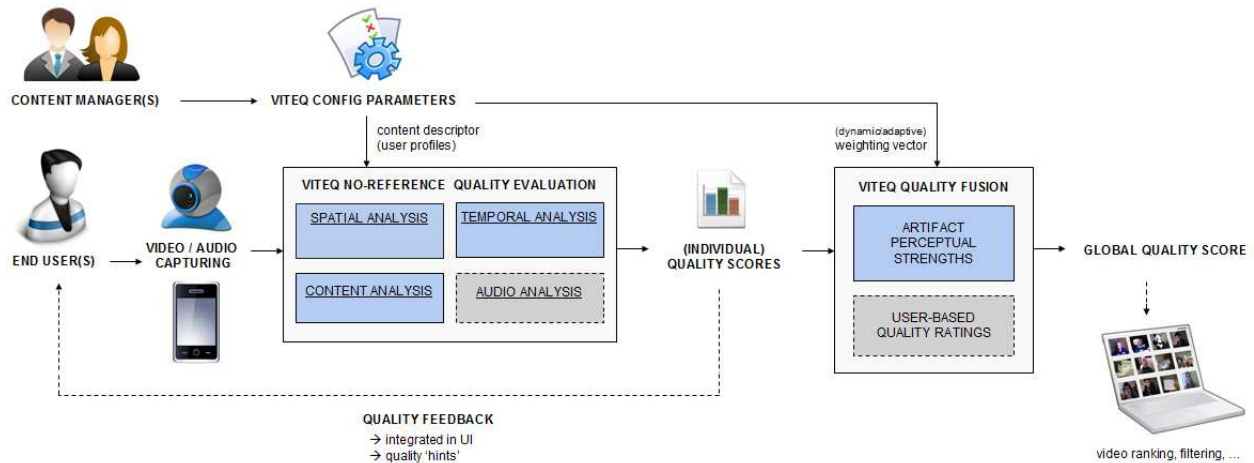 CONTENT MANAGER(S)
VITEQ CONFIG PARAMETERS
content descriptor
(user profiles)
(dynamic/adaptive)
weighting vector
END USER(S)
VIDEO / AUDIO
CAPTURING
VITEQ NO-REFERENCE QUALITY EVALUATION
SPATIAL ANALYSIS
TEMPORAL ANALYSIS
CONTENT ANALYSIS
AUDIO ANALYSIS
(INDIVIDUAL)
QUALITY SCORES
VITEQ QUALITY FUSION
ARTIFACT
PERCEPTUAL
STRENGTHS
USER-BASED
QUALITY RATINGS
GLOBAL QUALITY SCORE
QUALITY FEEDBACK
→ integrated in UI
→ quality ‘hints’
video ranking, filtering, …